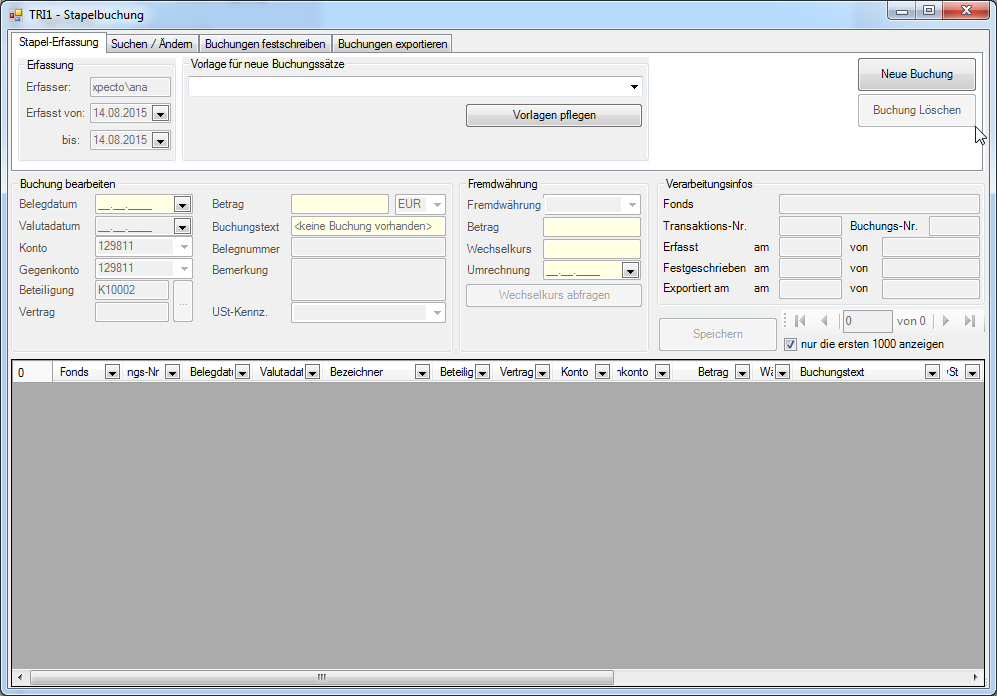 TRI1 - Stapelbuchung
Stapel-Erfassung Suchen / Ändern Buchungen festschreiben Buchungen exportieren
Erfassung
Erfasser: xpecto\ana
Erfasst von: 14.08.2015
bis: 14.08.2015
Vorlage für neue Buchungssätze
Vorlagen pflegen
Neue Buchung
Buchung Löschen
Buchung bearbeiten
Belegdatum __.__.____
Valutadatum __.__.____
Konto 129811
Gegenkonto 129811
Beteiligung K10002
Vertrag ...
Betrag EUR
Buchungstext <keine Buchung vorhanden>
Belegnummer
Bemerkung
USt-Kennz.
Fremdwährung
Fremdwährung
Betrag
Wechselkurs
Umrechnung __.__.____
Wechselkurs abfragen
Verarbeitungsinfos
Fonds
Transaktions-Nr. Buchungs-Nr.
Erfasst am von
Festgeschrieben am von
Exportiert am am von
Speichern
0 von 0
nur die ersten 1000 anzeigen
0 Fonds ngs-Nr Belegdatu Valutadat Bezeichner Beteilig Vertrag Konto nkonto Betrag Wä Buchungstext St